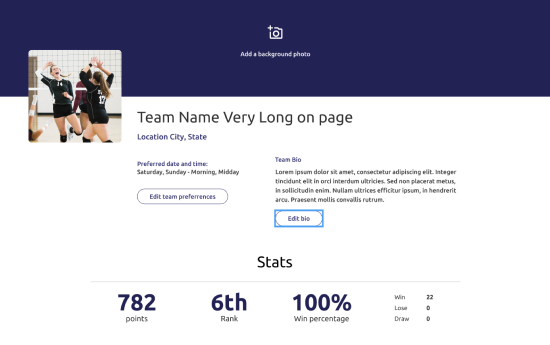 Add a background photo
Team Name Very Long on page
Location City, State
Preferred date and time:
Saturday, Sunday - Morning, Midday
Edit team preferrences
Team Bio
Lorem ipsum dolor sit amet, consectetur adipiscing elit. Integer
tincidunt elit in orci interdum ultricies. Sed non placerat metus,
in sollicitudin enim. Nullam ultrices efficitur ipsum, in hendrerit
arcu. Praesent mollis convallis rutrum.
Edit bio
Stats
782
points
6th
Rank
100%
Win percentage
Win 22
Lose 0
Draw 0